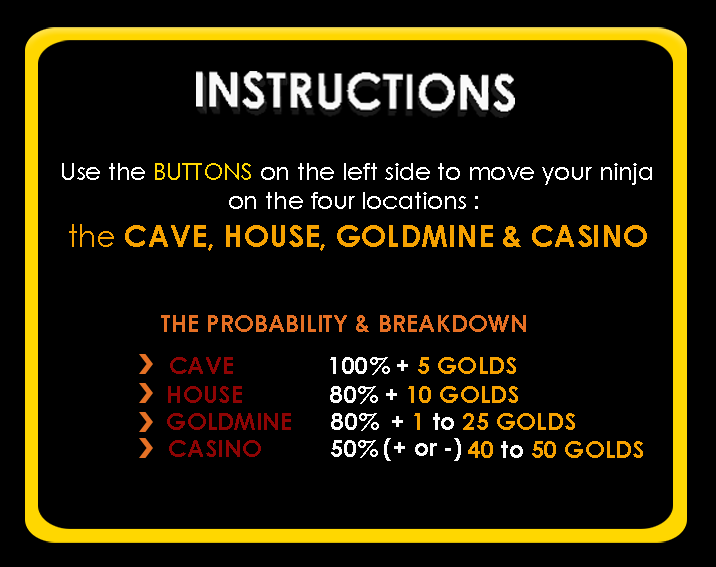 INSTRUCTIONS
Use the BUTTONS on the left side to move your ninja
on the four locations :
the CAVE, HOUSE, GOLDMINE & CASINO
THE PROBABILITY & BREAKDOWN
CAVE 100% + 5 GOLDS
HOUSE 80% + 10 GOLDS
GOLDMINE 80% + 1 to 25 GOLDS
CASINO 50% (+ or -) 40 to 50 GOLDS